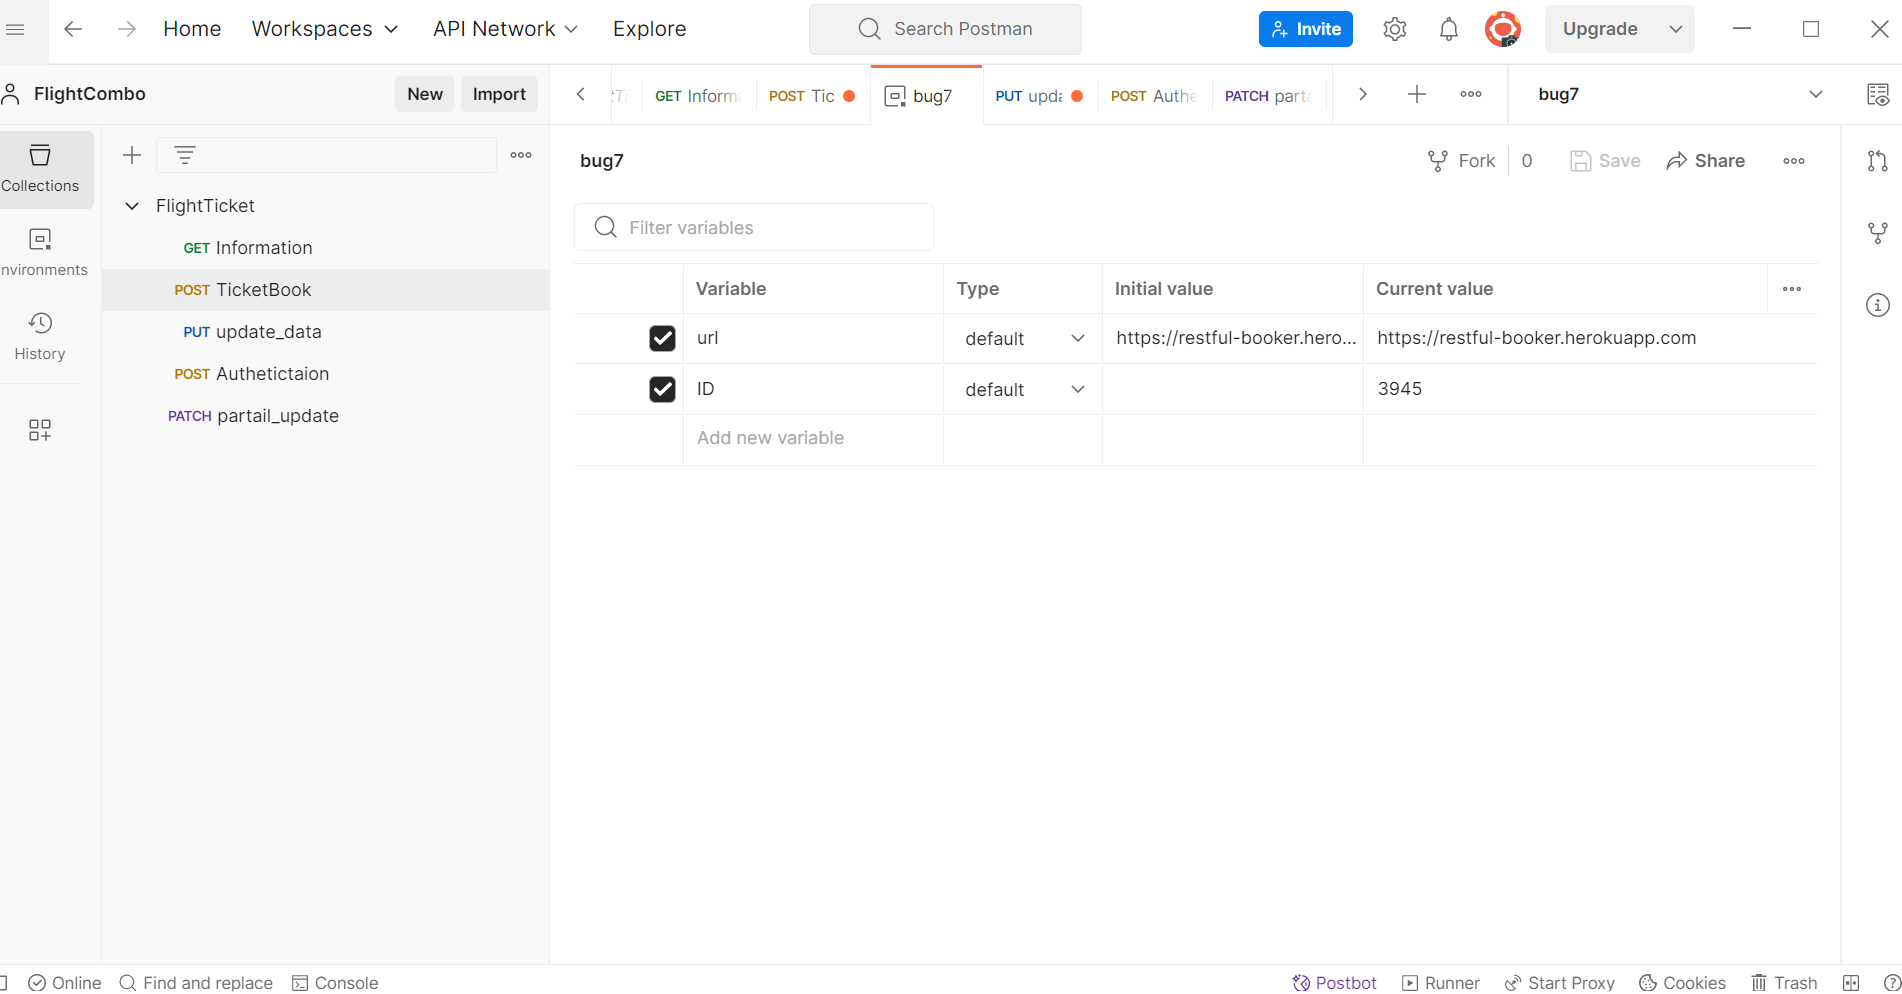 Home Workspaces API Network Explore Search Postman Invite Upgrade
FlightCombo New Import
GET Informa POST Tic bug7 PUT upda POST Authe PATCH parta bug7
Collections
bug7 Fork 0 Save Share
FlightTicket
GET Information
Filter variables
nvironments
POST TicketBook
Variable Type Initial value Current value
PUT update_data
url default https://restful-booker.hero... https://restful-booker.herokuapp.com
History
POST Authetictaion
ID default 3945
PATCH partail_update
Add new variable
Online Find and replace Console Postbot Runner Start Proxy Cookies Trash